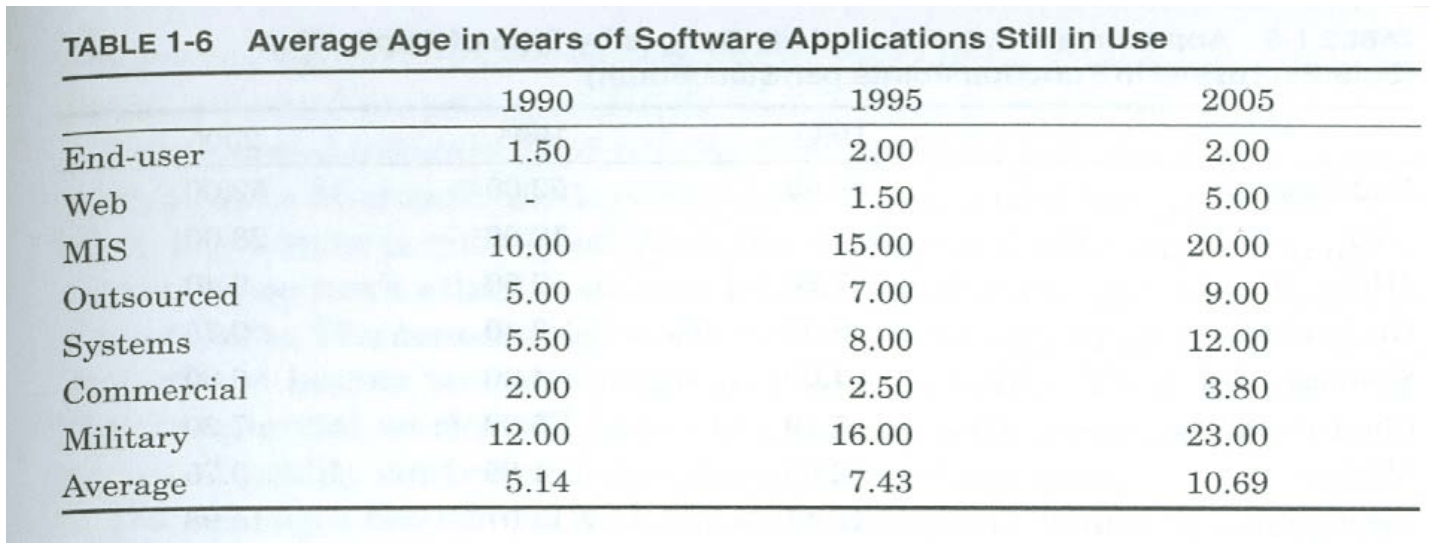 TABLE 1-6 Average Age in Years of Software Applications Still in Use
1990 1995 2005
End-user 1.50 2.00 2.00
Web - 1.50 5.00
MIS 10.00 15.00 20.00
Outsourced 5.00 7.00 9.00
Systems 5.50 8.00 12.00
Commercial 2.00 2.50 3.80
Military 12.00 16.00 23.00
Average 5.14 7.43 10.69